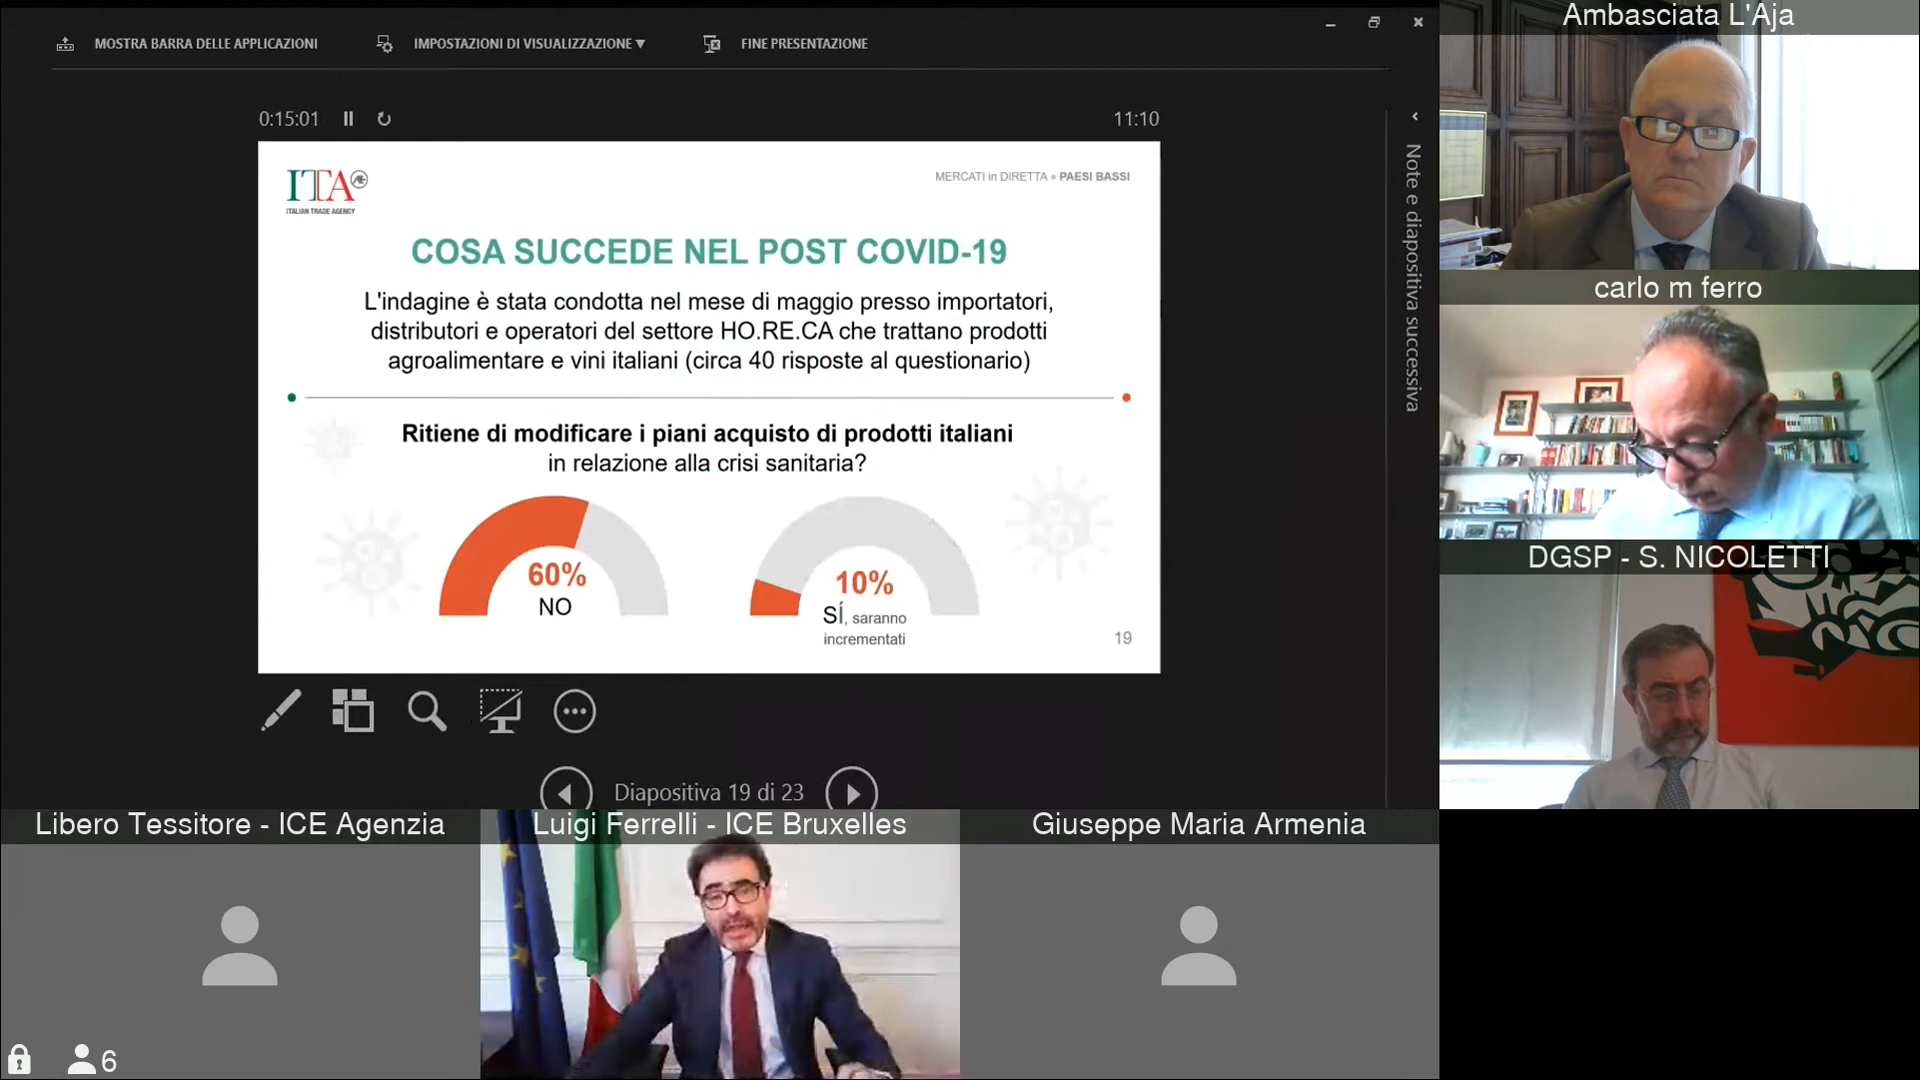 MOSTRA BARRA DELLE APPLICAZIONI
IMPOSTAZIONI DI VISUALIZZAZIONE ▼
FINE PRESENTAZIONE
0:15:01
11:10
ITA
ITALIAN TRADE AGENCY
MERCATI in DIRETTA • PAESI BASSI
COSA SUCCEDE NEL POST COVID-19
L'indagine è stata condotta nel mese di maggio presso importatori,
distributori e operatori del settore HO.RE.CA che trattano prodotti
agroalimentare e vini italiani (circa 40 risposte al questionario)
Ritiene di modificare i piani acquisto di prodotti italiani
in relazione alla crisi sanitaria?
60%
NO
10%
SÍ, saranno
incrementati
19
Diapositiva 19 di 23
Note e diapositiva successiva
Ambasciata L'Aja
carlo m ferro
DGSP - S. NICOLETTI
Libero Tessitore - ICE Agenzia
Luigi Ferrelli - ICE Bruxelles
Giuseppe Maria Armenia
6